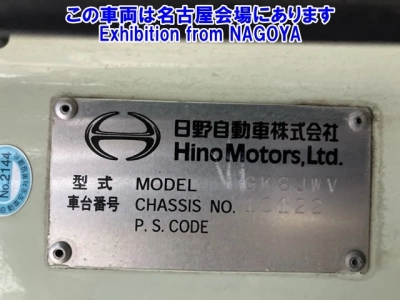 この車両は名古屋会場にあります
Exhibition from NAGOYA
日野自動車株式会社
Hino Motors, Ltd.
型式 MODEL GK8JWV
車台番号 CHASSIS NO.
P.S. CODE
No.2144